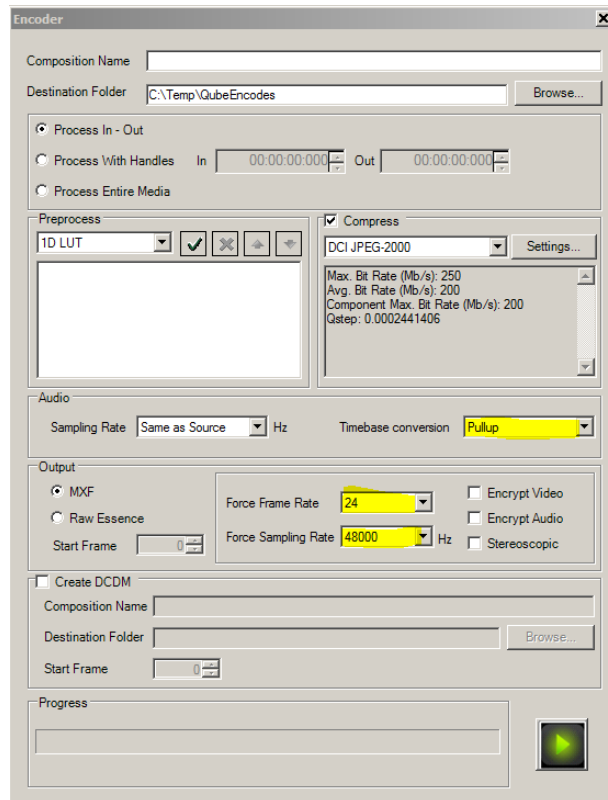 Encoder
Composition Name
Destination Folder C:\Temp\QubeEncodes Browse...
Process In - Out
Process With Handles In 00:00:00:000 Out 00:00:00:000
Process Entire Media
Preprocess
1D LUT
Compress
DCI JPEG-2000 Settings...
Max. Bit Rate (Mb/s): 250
Avg. Bit Rate (Mb/s): 200
Component Max. Bit Rate (Mb/s): 200
Qstep: 0.0002441406
Audio
Sampling Rate Same as Source Hz Timebase conversion Pullup
Output
MXF
Raw Essence
Start Frame 0
Force Frame Rate 24
Force Sampling Rate 48000 Hz
Encrypt Video
Encrypt Audio
Stereoscopic
Create DCDM
Composition Name
Destination Folder Browse...
Start Frame 0
Progress